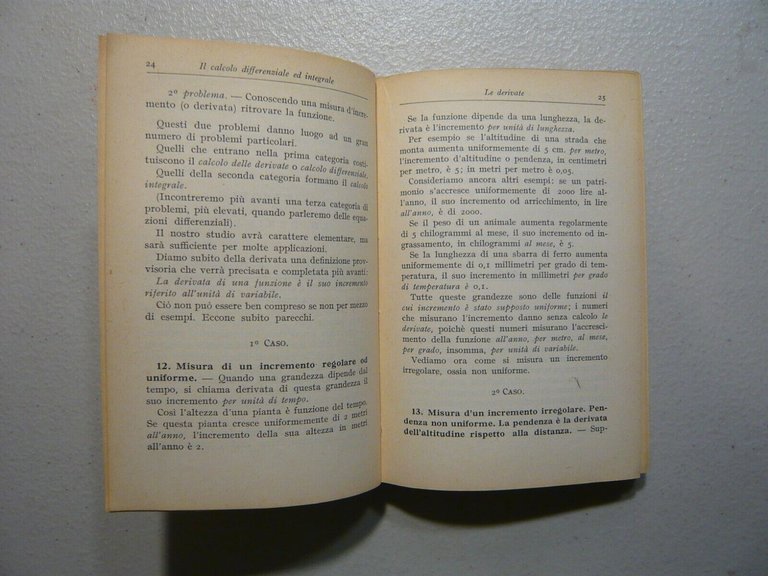 24
Il calcolo differenziale ed integrale
2º problema. — Conoscendo una misura d'incre-
mento (o derivata) ritrovare la funzione.
Questi due problemi danno luogo ad un gran
numero di problemi particolari.
Quelli che entrano nella prima categoria costi-
tuiscono il calcolo delle derivate o calcolo differenziale.
Quelli della seconda categoria formano il calcolo
integrale.
(Incontreremo più avanti una terza categoria di
problemi, più elevati, quando parleremo delle equa-
zioni differenziali).
Il nostro studio avrà carattere elementare, ma
sarà sufficiente per molte applicazioni.
Diamo subito della derivata una definizione prov-
visoria che verrà precisata e completata più avanti:
La derivata di una funzione è il suo incremento
riferito all'unità di variabile.
Ciò non può essere ben compreso se non per mezzo
di esempi. Eccone subito parecchi.
1º CASO.
12. Misura di un incremento regolare ed
uniforme. — Quando una grandezza dipende dal
tempo, si chiama derivata di questa grandezza il
suo incremento per unità di tempo.
Così l'altezza d'una pianta è funzione del tempo.
Se questa pianta cresce uniformemente di 2 metri
all'anno, l'incremento della sua altezza in metri
all'anno è 2.
Le derivate
25
Se la funzione dipende da una lunghezza, la de-
rivata è l'incremento per unità di lunghezza.
Per esempio se l'altitudine di una strada che
monta aumenta uniformemente di 5 cm. per metro,
l'incremento d'altitudine o pendenza, in centimetri
per metro, è 5; in metri per metro è 0,05.
Consideriamo ancora altri esempi: se un patri-
monio s'accresce uniformemente di 2000 lire al-
l'anno, il suo incremento od arricchimento, in lire
all'anno, è di 2000.
Se il peso di un animale aumenta regolarmente
di 5 chilogrammi al mese, il suo incremento od in-
grassamento, in chilogrammi al mese, è 5.
Se la lunghezza di una sbarra di ferro aumenta
uniformemente di 0,1 millimetri per grado di tem-
peratura, il suo incremento in millimetri per grado
di temperatura è 0,1.
Tutte queste grandezze sono delle funzioni il
cui incremento è stato supposto uniforme; i numeri
che misurano l'incremento danno senza calcolo le
derivate, poichè questi numeri misurano l'accresci-
mento della funzione all'anno, per metro, al mese,
per grado, insomma, per unità di variabile.
Vediamo ora come si misura un incremento
irregolare, ossia non uniforme.
2º CASO.
13. Misura d'un incremento irregolare. Pen-
denza non uniforme. La pendenza è la derivata
dell'altitudine rispetto alla distanza. — Sup-